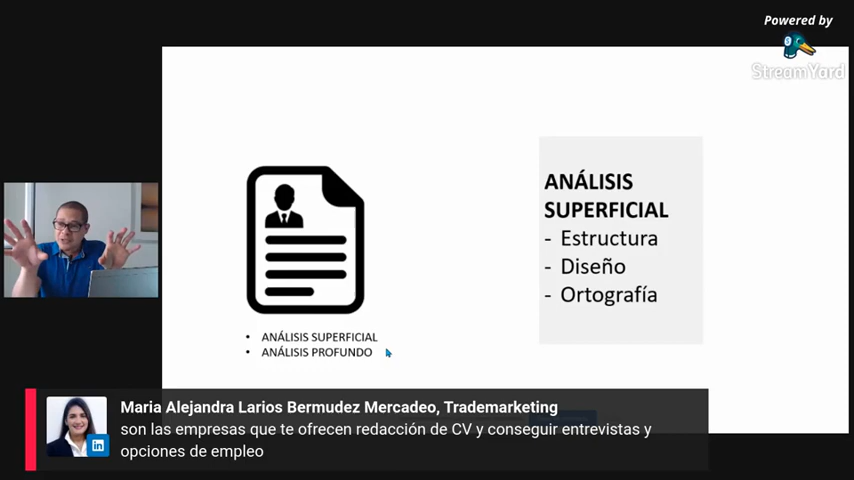 Powered by
StreamYard
ANÁLISIS
SUPERFICIAL
- Estructura
- Diseño
- Ortografía
• ANÁLISIS SUPERFICIAL
• ANÁLISIS PROFUNDO
Maria Alejandra Larios Bermudez Mercadeo, Trademarketing
son las empresas que te ofrecen redacción de CV y conseguir entrevistas y
opciones de empleo
in